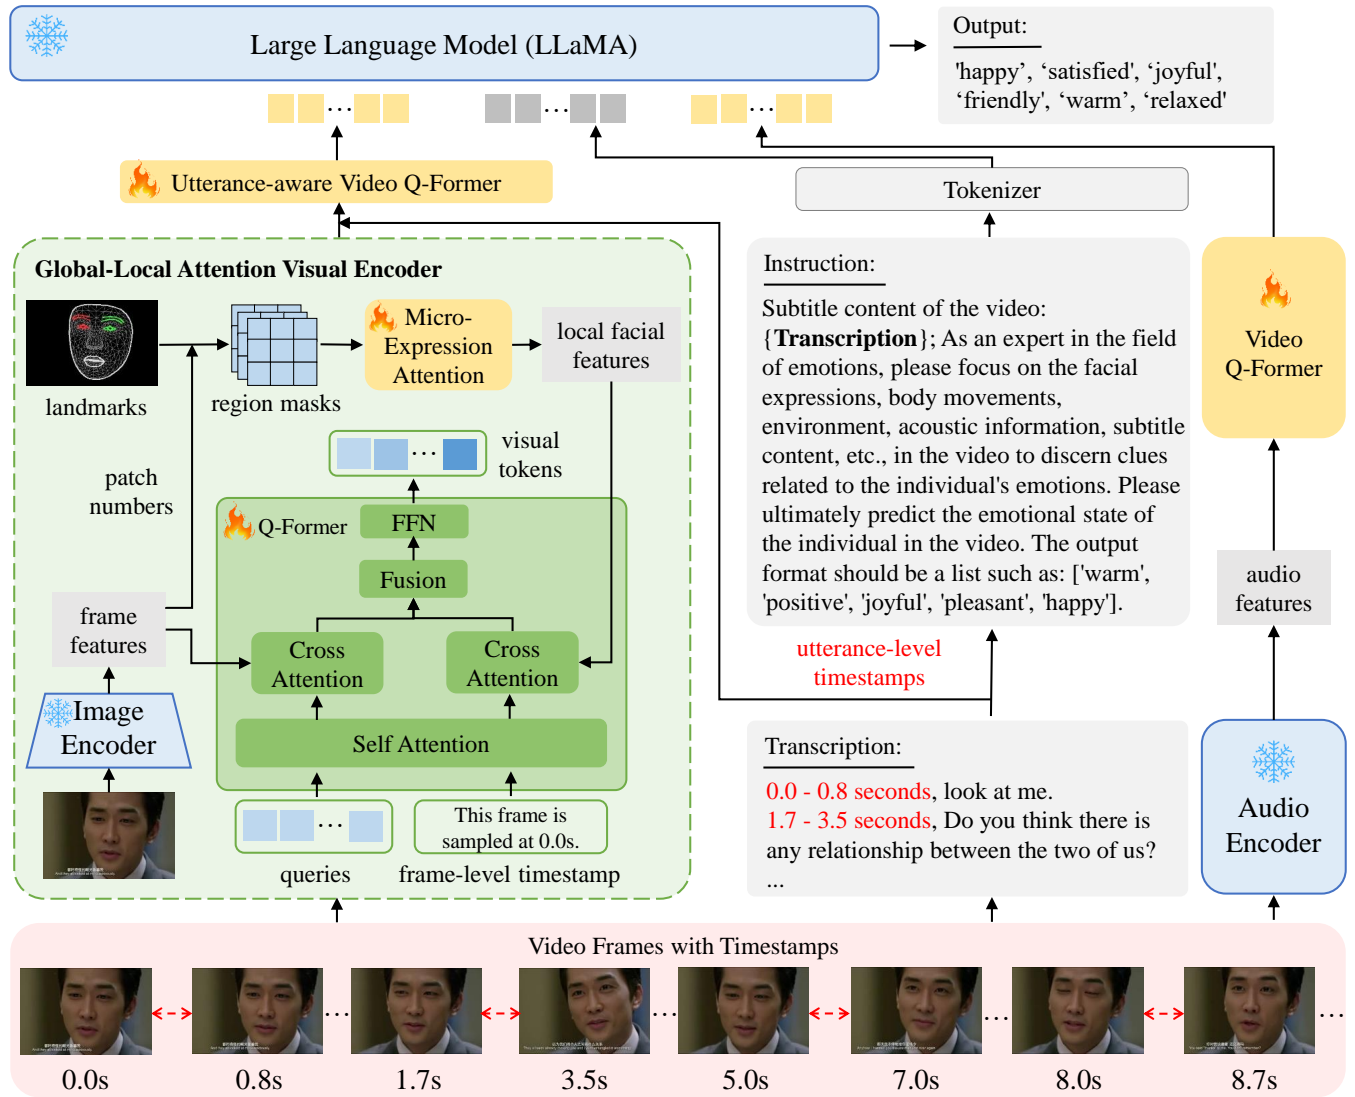 Large Language Model (LLaMA)
Output:
'happy’, ‘satisfied', ‘joyful',
‘friendly', ‘warm’, ‘relaxed'
Utterance-aware Video Q-Former
Tokenizer
Global-Local Attention Visual Encoder
landmarks
region masks
Micro-
Expression
Attention
local facial
features
visual
tokens
patch
numbers
Q-Former
FFN
Fusion
frame
features
Cross
Attention
Cross
Attention
Self Attention
Image
Encoder
This frame is
sampled at 0.0s.
queries
frame-level timestamp
Instruction:
Subtitle content of the video:
{Transcription}; As an expert in the field
of emotions, please focus on the facial
expressions, body movements,
environment, acoustic information, subtitle
content, etc., in the video to discern clues
related to the individual's emotions. Please
ultimately predict the emotional state of
the individual in the video. The output
format should be a list such as: ['warm',
'positive', 'joyful', 'pleasant', 'happy'].
utterance-level
timestamps
Transcription:
0.0 - 0.8 seconds, look at me.
1.7 - 3.5 seconds, Do you think there is
any relationship between the two of us?
...
Video
Q-Former
audio
features
Audio
Encoder
Video Frames with Timestamps
0.0s
0.8s
1.7s
3.5s
5.0s
7.0s
8.0s
8.7s